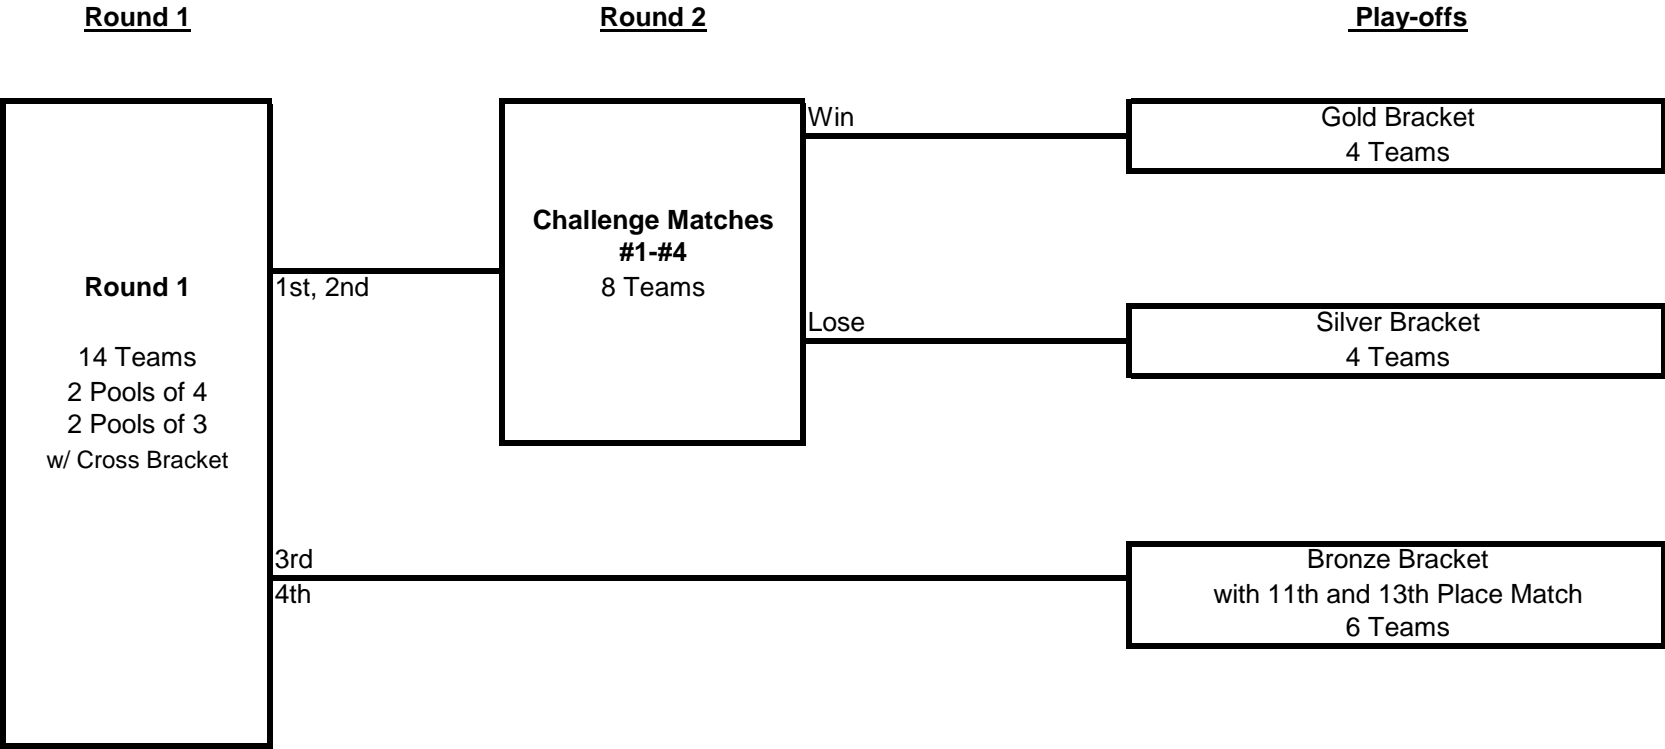 Round 1
Round 2
Play-offs
Win
Gold Bracket
4 Teams
Challenge Matches
#1-#4
8 Teams
Round 1
1st, 2nd
14 Teams
2 Pools of 4
2 Pools of 3
w/ Cross Bracket
Lose
Silver Bracket
4 Teams
3rd
4th
Bronze Bracket
with 11th and 13th Place Match
6 Teams